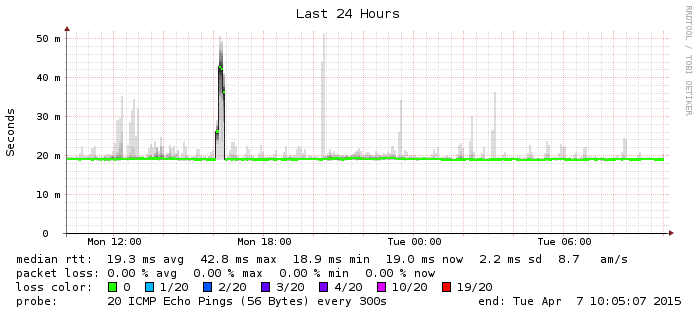 Last 24 Hours
RRDTOOL / TOBI OETIKER
Seconds
50 m
40 m
30 m
20 m
10 m
0
Mon 12:00 Mon 18:00 Tue 00:00 Tue 06:00
median rtt: 19.3 ms avg 42.8 ms max 18.9 ms min 19.0 ms now 2.2 ms sd 8.7 am/s
packet loss: 0.00 % avg 0.00 % max 0.00 % min 0.00 % now
loss color: 0 1/20 2/20 3/20 4/20 10/20 19/20
probe: 20 ICMP Echo Pings (56 Bytes) every 300s end: Tue Apr 7 10:05:07 2015